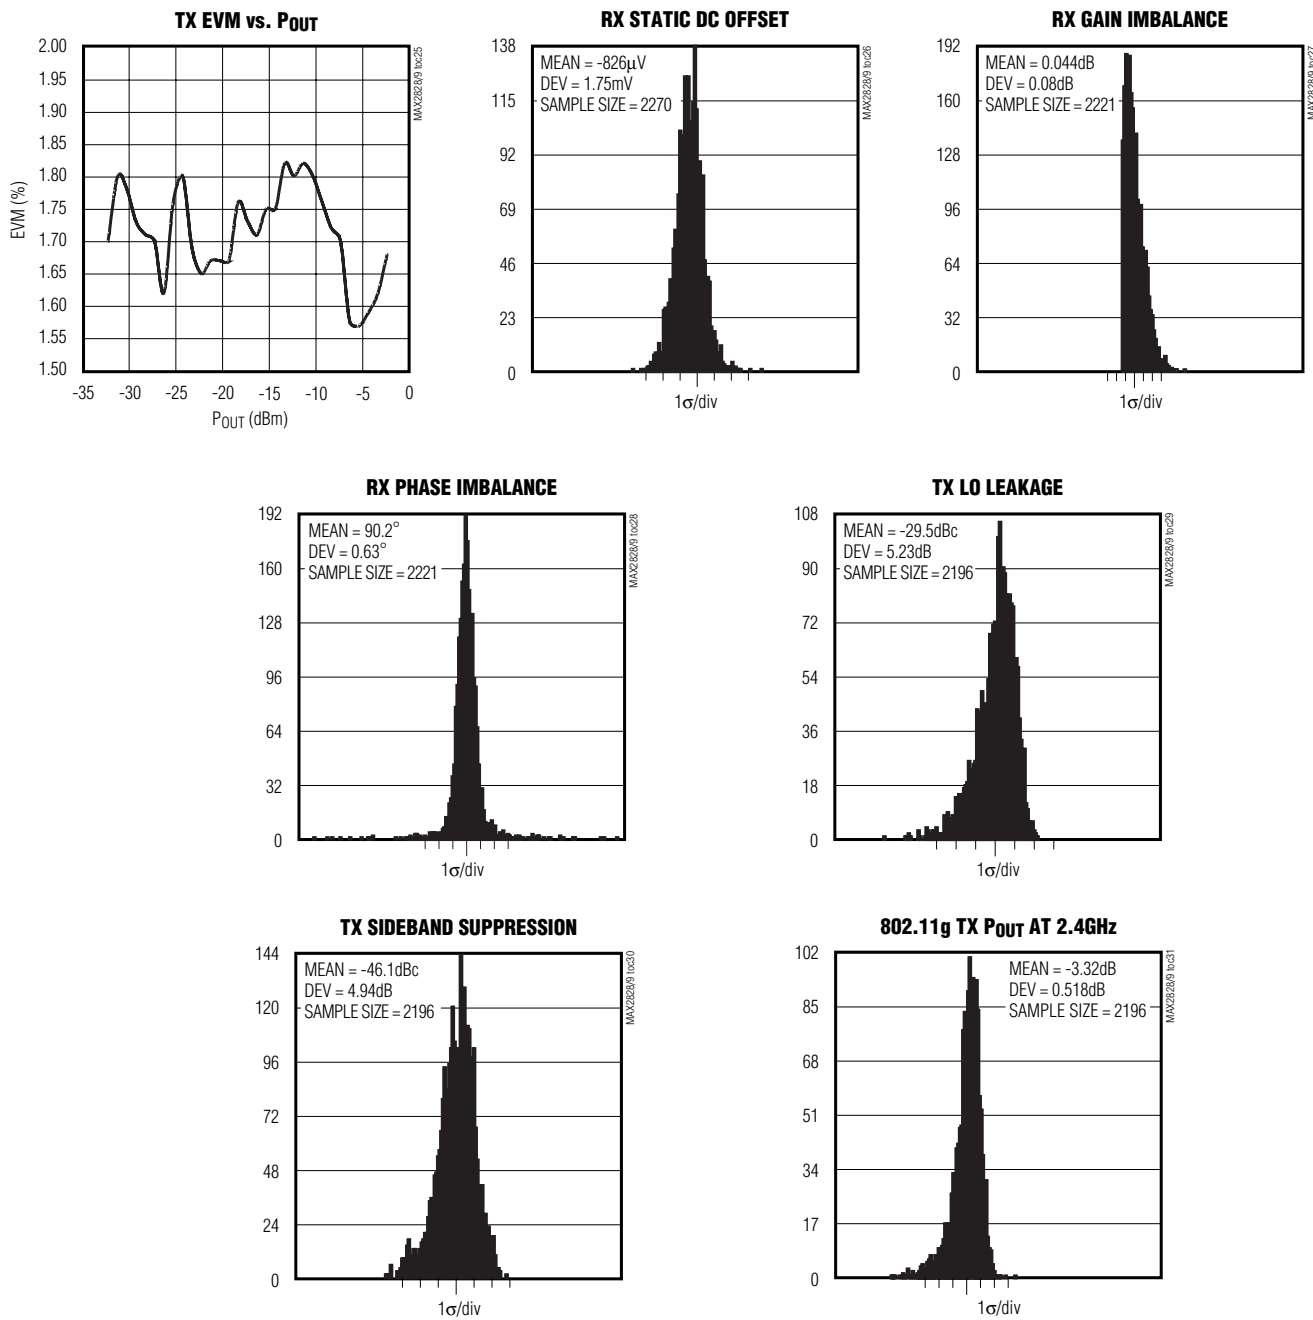 TX EVM vs. POUT
2.00
1.95
1.90
1.85
1.80
1.75
1.70
1.65
1.60
1.55
1.50
EVM (%)
-35 -30 -25 -20 -15 -10 -5 0
POUT (dBm)
MAX2828/9 toc25
RX STATIC DC OFFSET
138
115
92
69
46
23
0
MEAN = -826μV
DEV = 1.75mV
SAMPLE SIZE = 2270
1σ/div
MAX2828/9 toc26
RX GAIN IMBALANCE
192
160
128
96
64
32
0
MEAN = 0.044dB
DEV = 0.08dB
SAMPLE SIZE = 2221
1σ/div
MAX2828/9 toc27
RX PHASE IMBALANCE
192
160
128
96
64
32
0
MEAN = 90.2°
DEV = 0.63°
SAMPLE SIZE = 2221
1σ/div
MAX2828/9 toc28
TX LO LEAKAGE
108
90
72
54
36
18
0
MEAN = -29.5dBc
DEV = 5.23dB
SAMPLE SIZE = 2196
1σ/div
MAX2828/9 toc29
TX SIDEBAND SUPPRESSION
144
120
96
72
48
24
0
MEAN = -46.1dBc
DEV = 4.94dB
SAMPLE SIZE = 2196
1σ/div
MAX2828/9 toc30
802.11g TX POUT AT 2.4GHz
102
85
68
51
34
17
0
MEAN = -3.32dB
DEV = 0.518dB
SAMPLE SIZE = 2196
1σ/div
MAX2828/9 toc31